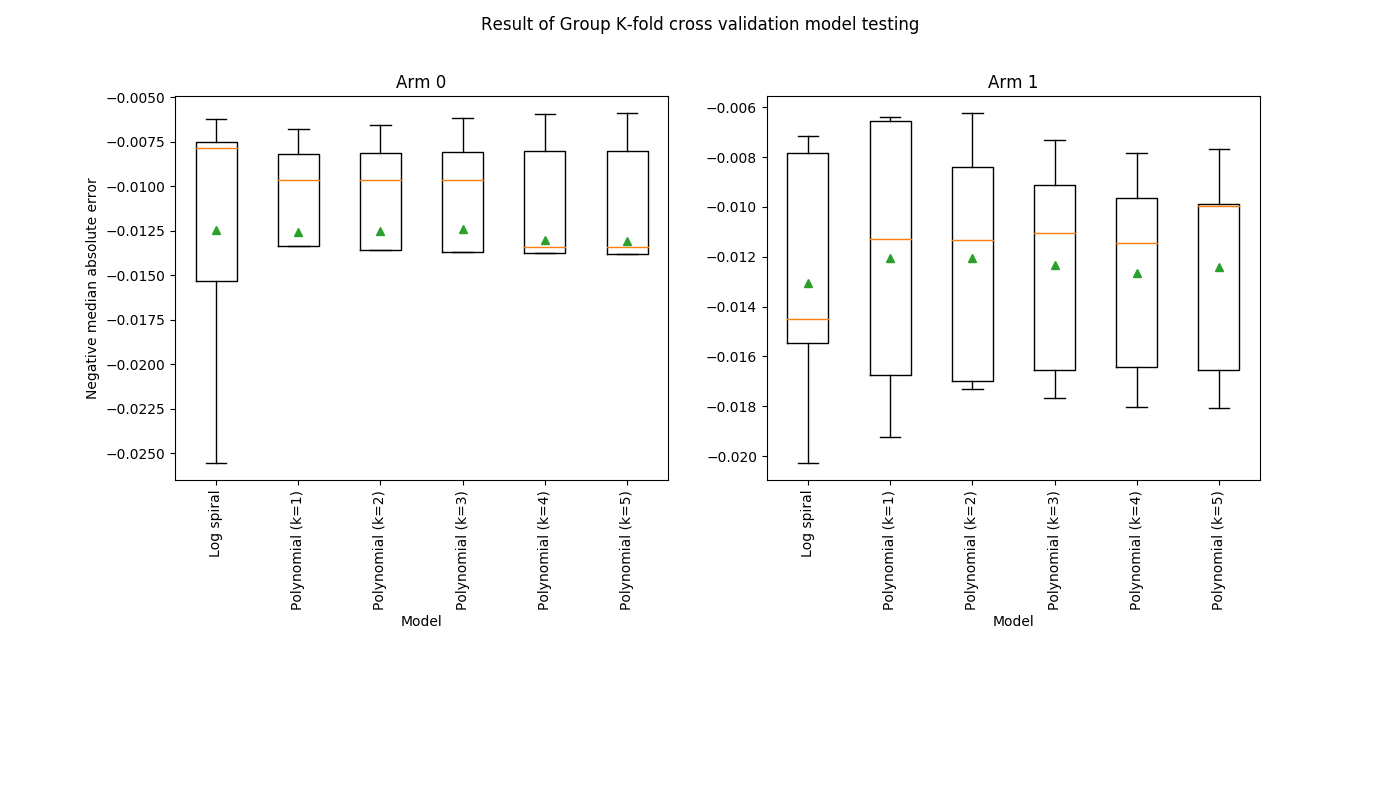 Result of Group K-fold cross validation model testing
Arm 0
Negative median absolute error
−0.0050
−0.0075
−0.0100
−0.0125
−0.0150
−0.0175
−0.0200
−0.0225
−0.0250
Log spiral
Polynomial (k=1)
Polynomial (k=2)
Polynomial (k=3)
Polynomial (k=4)
Polynomial (k=5)
Model
Arm 1
−0.006
−0.008
−0.010
−0.012
−0.014
−0.016
−0.018
−0.020
Log spiral
Polynomial (k=1)
Polynomial (k=2)
Polynomial (k=3)
Polynomial (k=4)
Polynomial (k=5)
Model